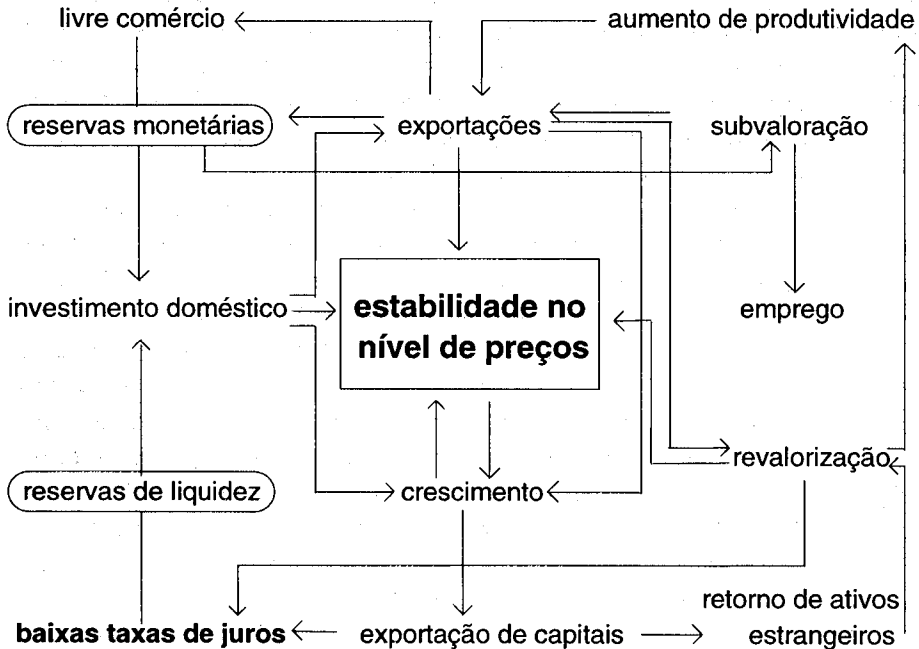 livre comércio
aumento de produtividade
reservas monetárias
exportações
subvaloração
investimento doméstico
estabilidade no
nível de preços
emprego
revalorização
reservas de liquidez
crescimento
retorno de ativos
baixas taxas de juros
exportação de capitais
estrangeiros